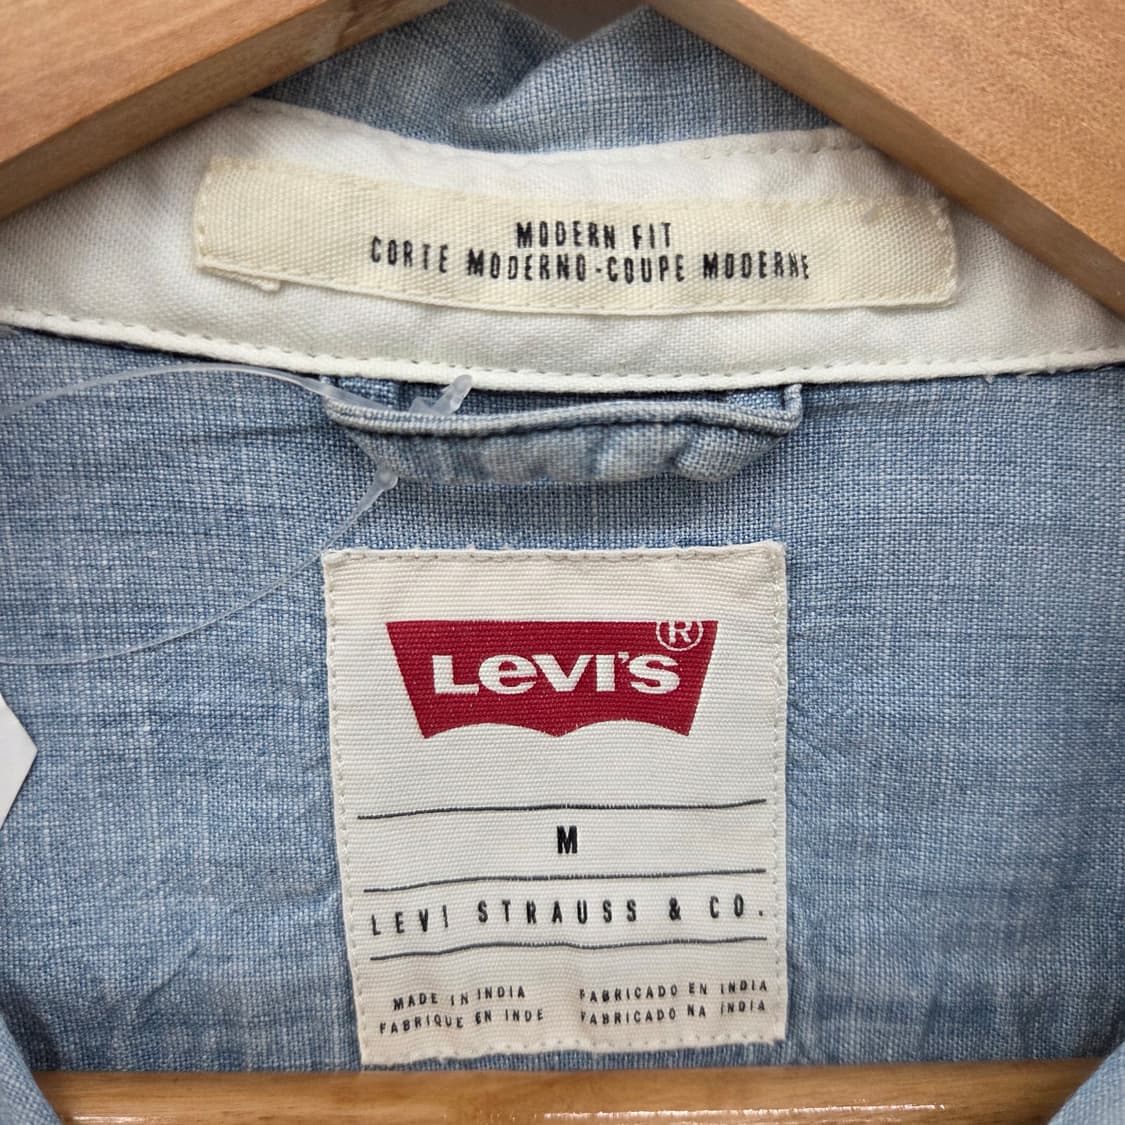 MODERN FIT
CORTE MODERNO-COUPE MODERNE
LEVI'S®
M
LEVI STRAUSS & CO.
MADE IN INDIA
FABRIQUE EN INDE
FABRICADO EN INDIA
FABRICADO NA INDIA